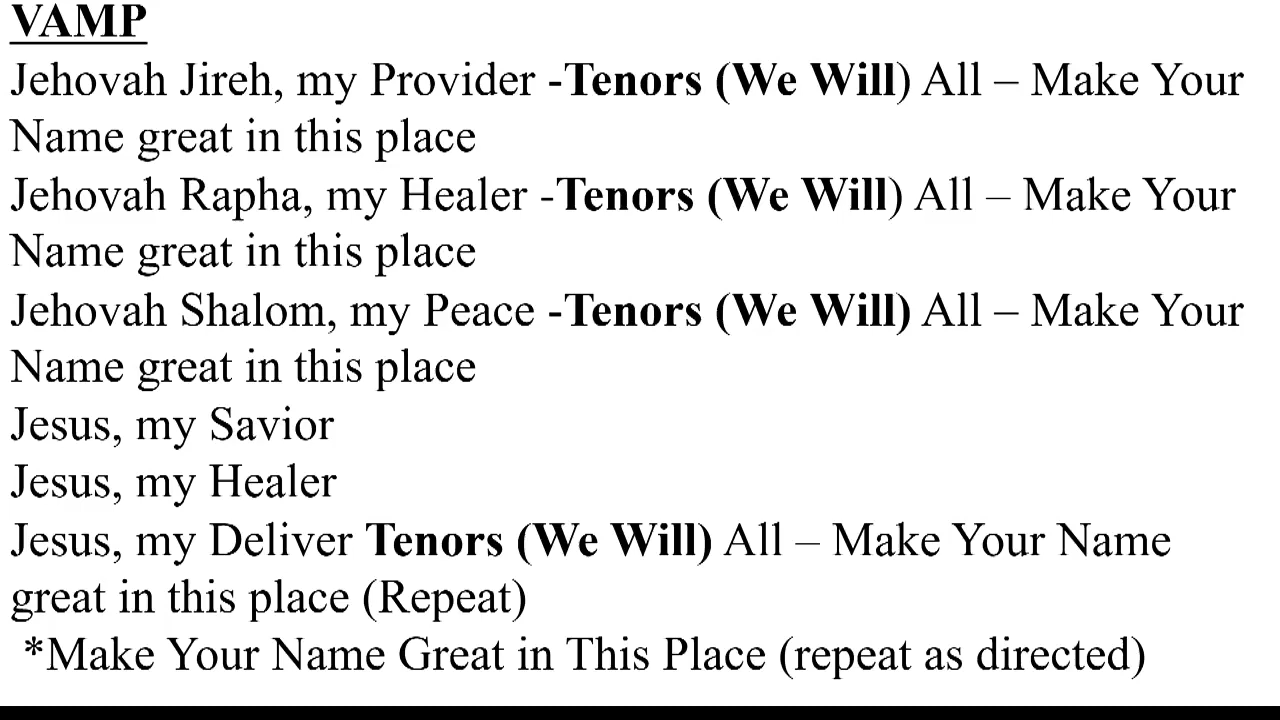 VAMP
Jehovah Jireh, my Provider -Tenors (We Will) All – Make Your
Name great in this place
Jehovah Rapha, my Healer -Tenors (We Will) All – Make Your
Name great in this place
Jehovah Shalom, my Peace -Tenors (We Will) All – Make Your
Name great in this place
Jesus, my Savior
Jesus, my Healer
Jesus, my Deliver Tenors (We Will) All – Make Your Name
great in this place (Repeat)
*Make Your Name Great in This Place (repeat as directed)